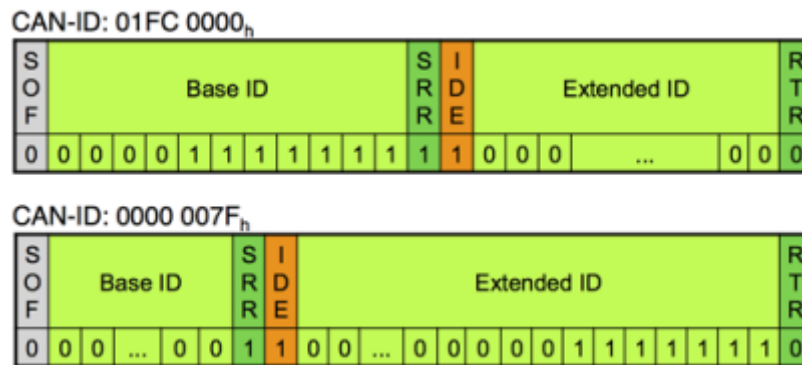 CAN-ID: 01FC 0000h
S S I R
O Base ID R D Extended ID T
F R E R
0 0 0 0 0 1 1 1 1 1 1 1 1 1 0 0 0 ... 0 0 0
CAN-ID: 0000 007Fh
S S I R
O Base ID R D Extended ID T
F R E R
0 0 0 ... 0 0 1 1 0 0 ... 0 0 0 0 0 1 1 1 1 1 1 1 0